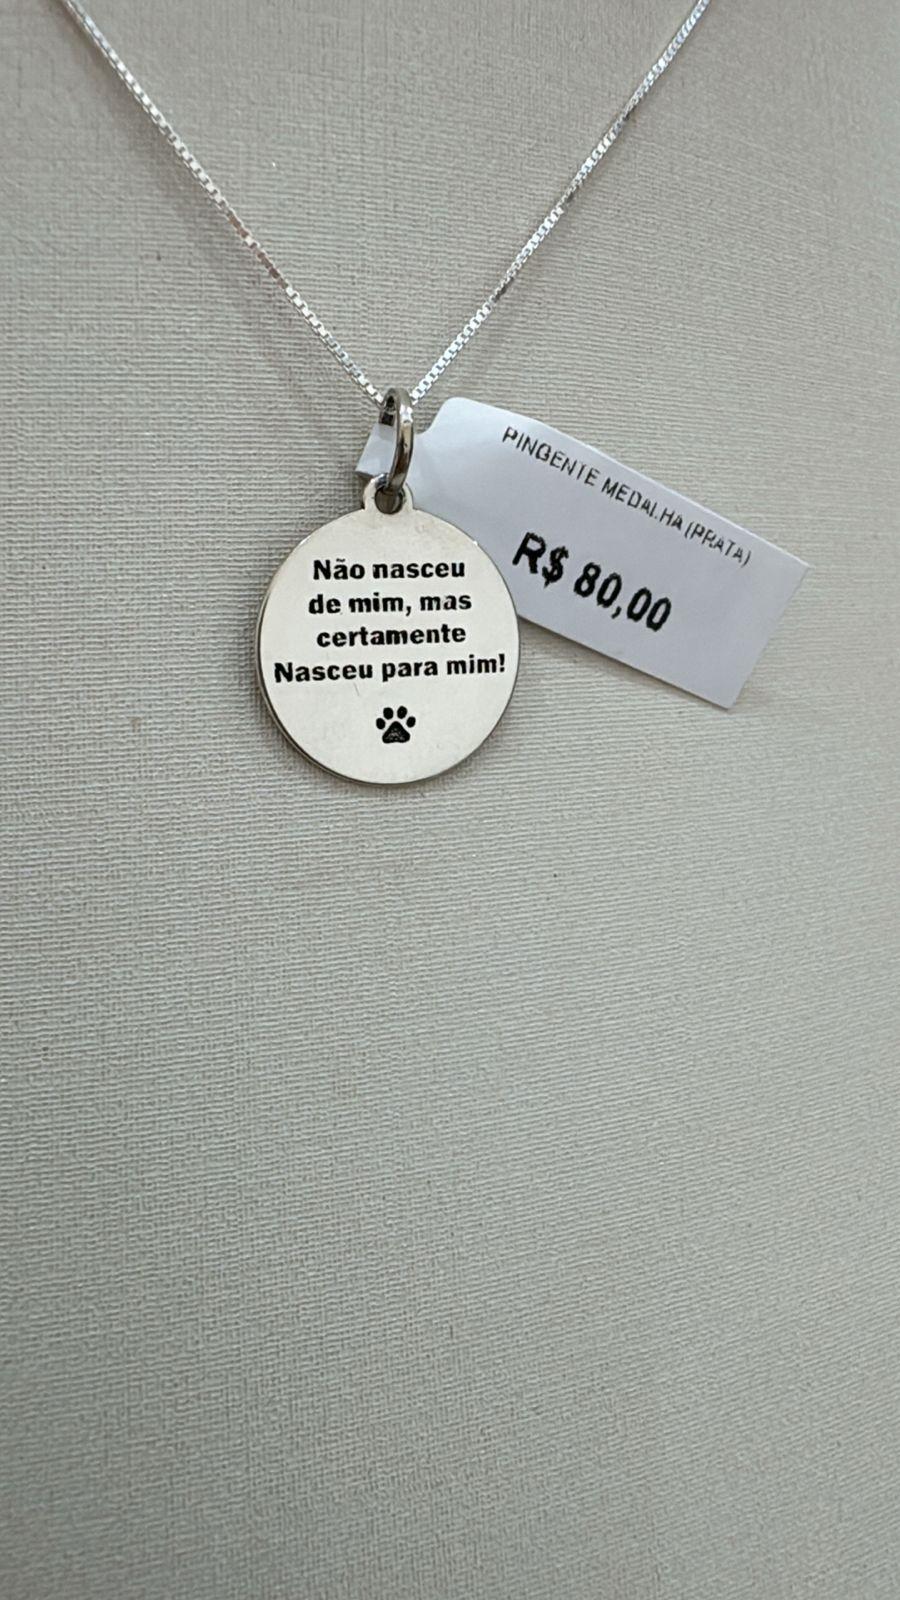 Não nasceu
de mim, mas
certamente
Nasceu para mim!
PINGENTE MEDALHA (PRATA)
R$ 80,00